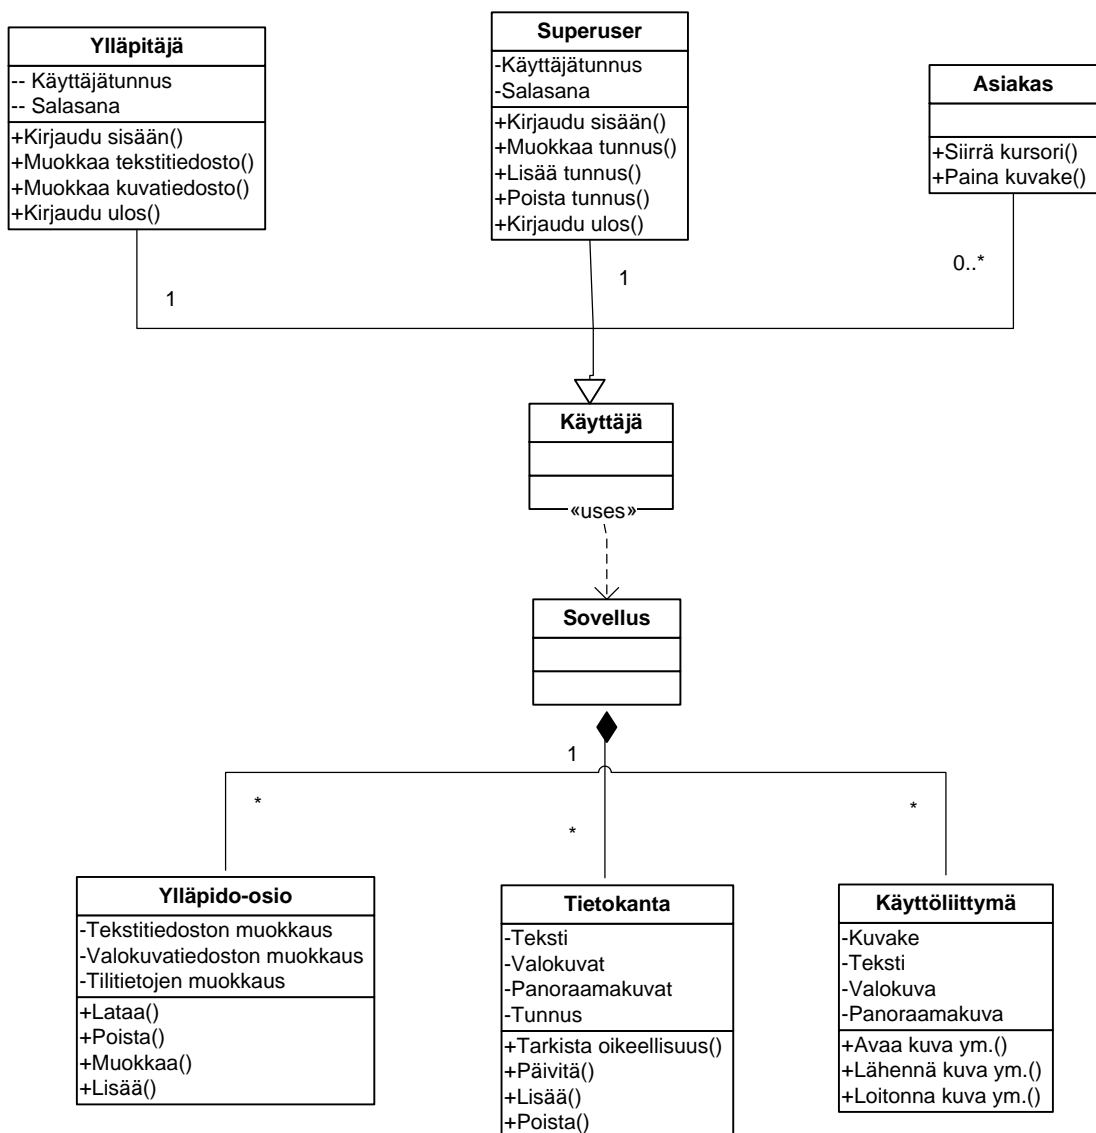 Ylläpitäjä
-- Käyttäjätunnus
-- Salasana
+Kirjaudu sisään()
+Muokkaa tekstitiedosto()
+Muokkaa kuvatiedosto()
+Kirjaudu ulos()
Superuser
-Käyttäjätunnus
-Salasana
+Kirjaudu sisään()
+Muokkaa tunnus()
+Lisää tunnus()
+Poista tunnus()
+Kirjaudu ulos()
Asiakas
+Siirrä kursori()
+Paina kuvake()
1
1
0..*
Käyttäjä
«uses»
Sovellus
1
*
*
*
Ylläpido-osio
-Tekstitiedoston muokkaus
-Valokuvatiedoston muokkaus
-Tilitietojen muokkaus
+Lataa()
+Poista()
+Muokkaa()
+Lisää()
Tietokanta
-Teksti
-Valokuvat
-Panoraamakuvat
-Tunnus
+Tarkista oikeellisuus()
+Päivitä()
+Lisää()
+Poista()
Käyttöliittymä
-Kuvake
-Teksti
-Valokuva
-Panoraamakuva
+Avaa kuva ym.()
+Lähennä kuva ym.()
+Loitonna kuva ym.()